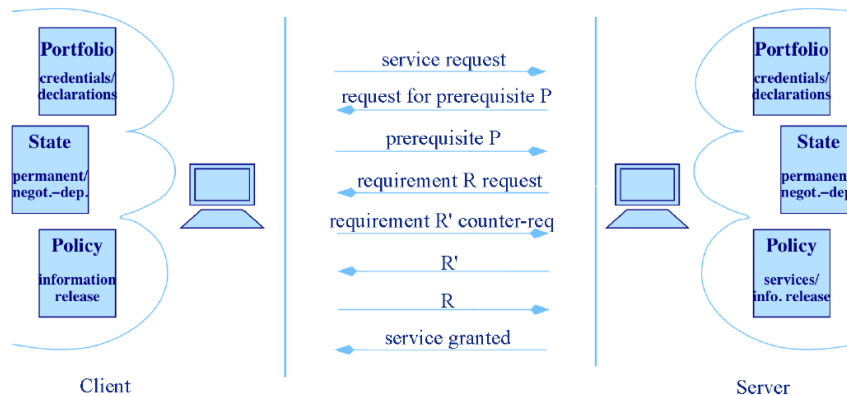 Portfolio
credentials/
declarations
State
permanent/
negot.–dep.
Policy
information
release
Client
service request
request for prerequisite P
prerequisite P
requirement R request
requirement R' counter-req
R'
R
service granted
Portfolio
credentials/
declarations
State
permanent/
negot.–dep.
Policy
services/
info. release
Server